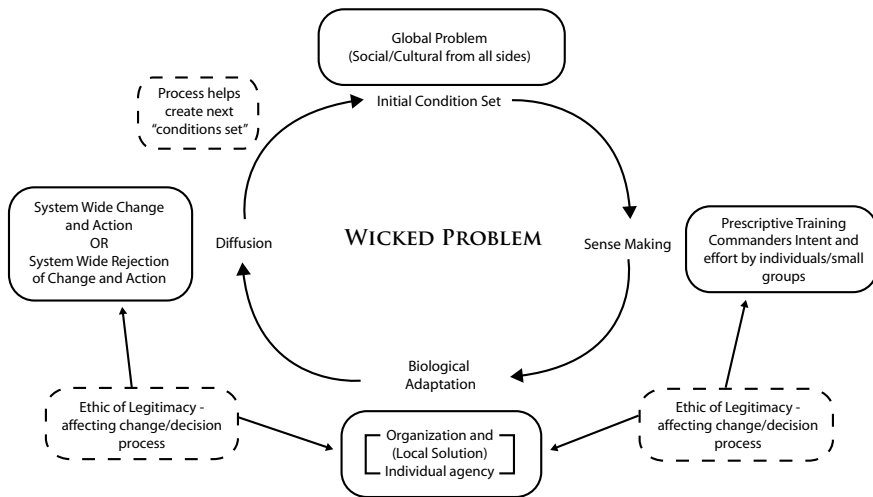 Global Problem
(Social/Cultural from all sides)
Process helps
create next
“conditions set”
Initial Condition Set
System Wide Change
and Action
OR
System Wide Rejection
of Change and Action
Diffusion
Wicked Problem
Sense Making
Prescriptive Training
Commanders Intent and
effort by individuals/small
groups
Biological
Adaptation
Ethic of Legitimacy -
affecting change/decision
process
Organization and
(Local Solution)
Individual agency
Ethic of Legitimacy -
affecting change/decision
process